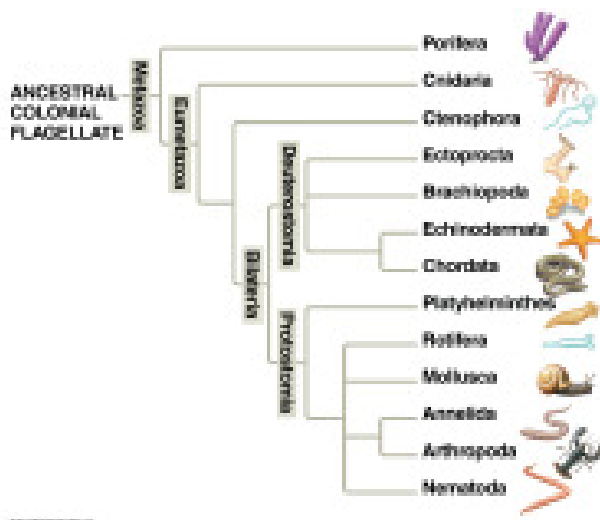 Porifera
Metazoa
Cnidaria
ANCESTRAL
COLONIAL
FLAGELLATE
Eumetazoa
Ctenophora
Deuterostomia
Ectoprocta
Brachiopoda
Echinodermata
Chordata
Bilateria
Platyhelminthes
Protostomia
Rotifera
Mollusca
Annelida
Arthropoda
Nematoda